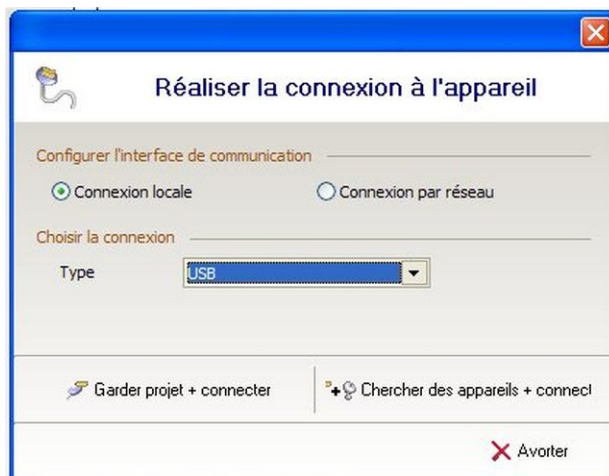 Réaliser la connexion à l'appareil
Configurer l'interface de communication
Connexion locale
Connexion par réseau
Choisir la connexion
Type
USB
Garder projet + connecter
Chercher des appareils + connect
Avorter